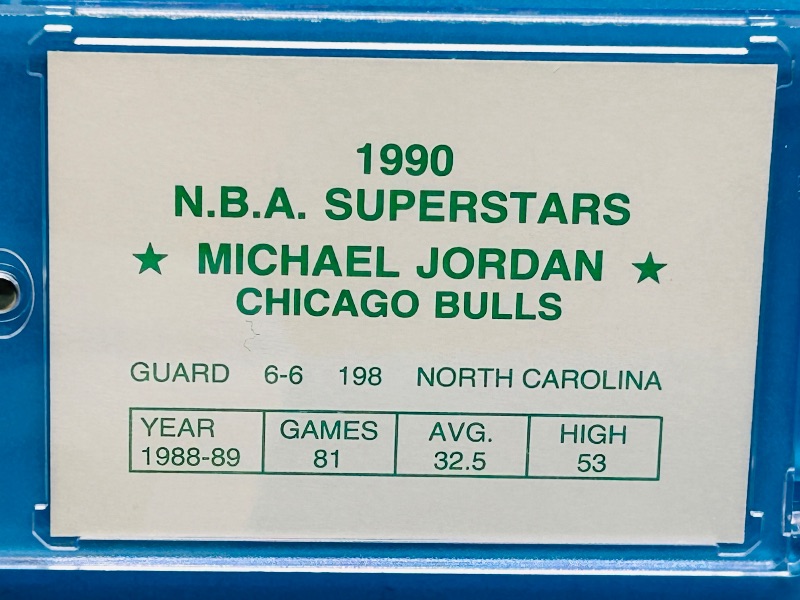 1990
N.B.A. SUPERSTARS
★ MICHAEL JORDAN ★
CHICAGO BULLS
GUARD 6-6 198 NORTH CAROLINA
YEAR GAMES AVG. HIGH
1988-89 81 32.5 53